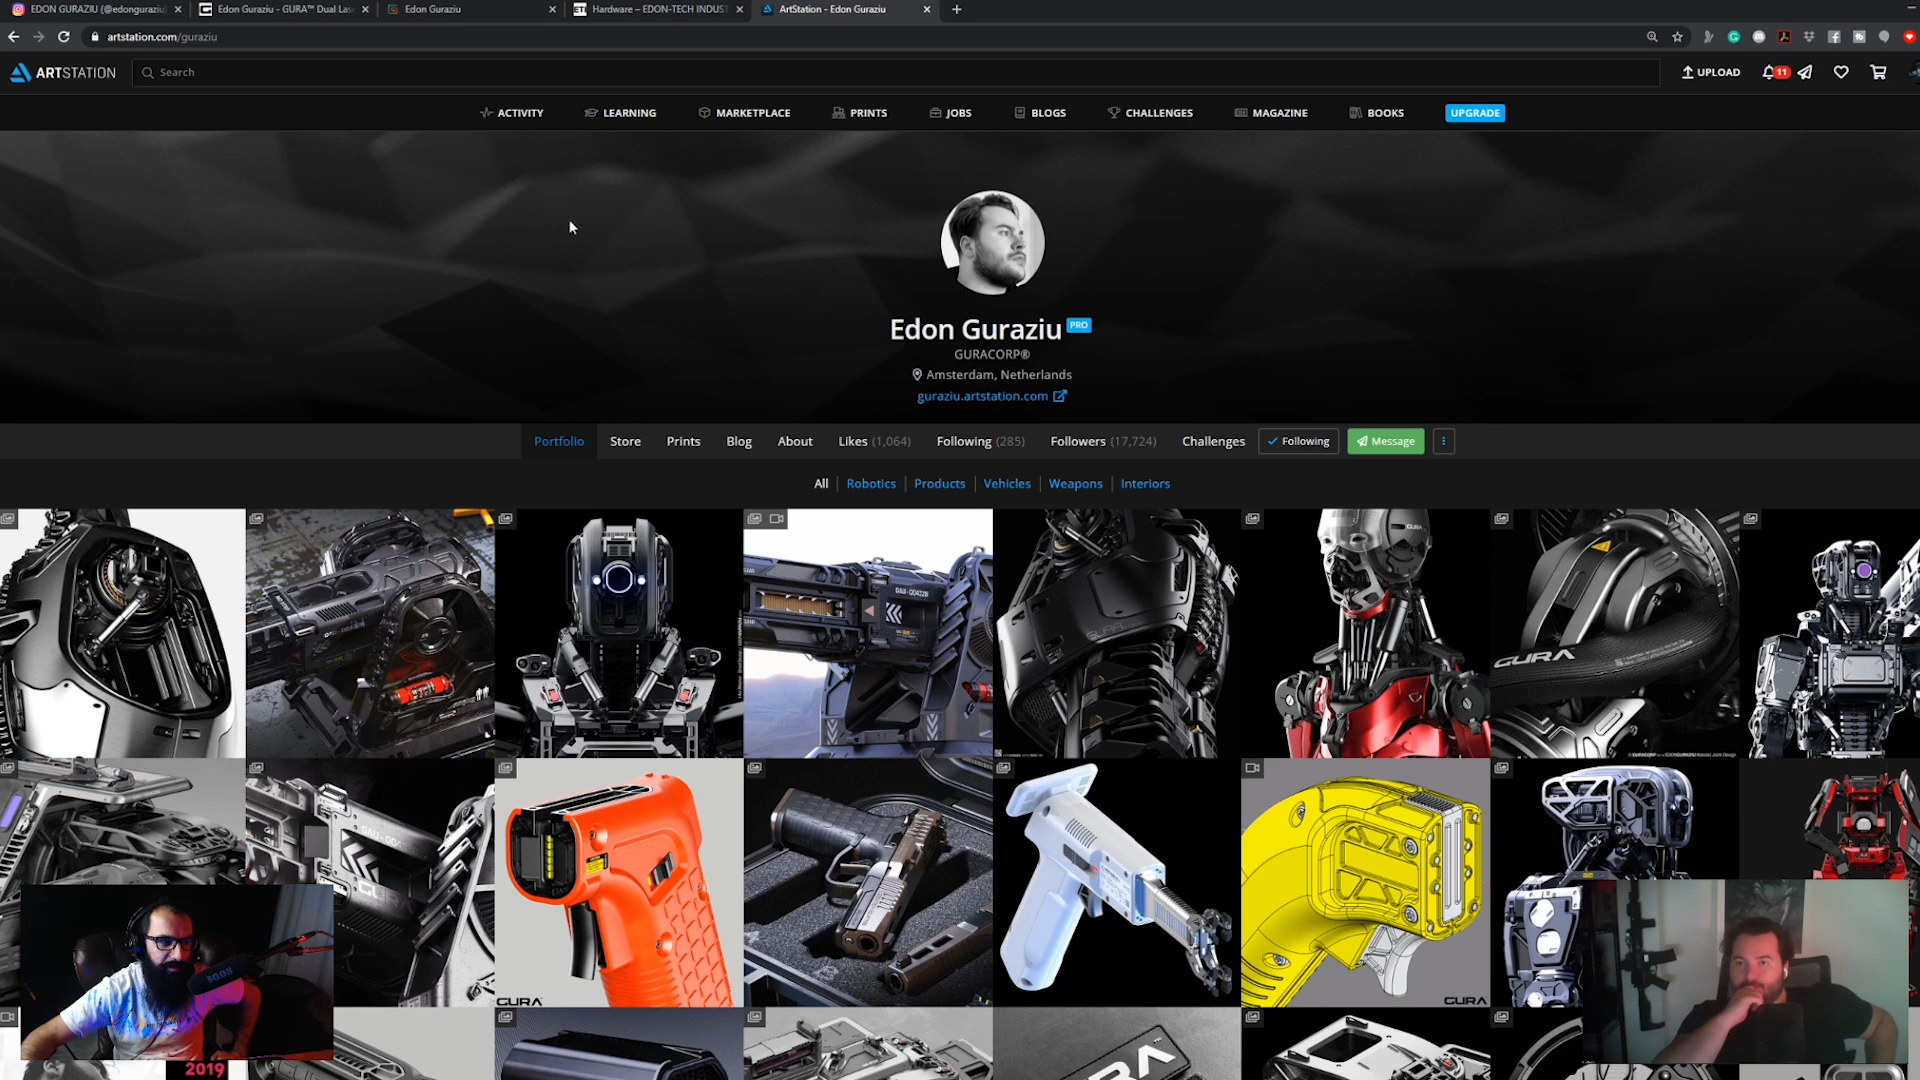 EDON GURAZIU (@edonguraziu)
Edon Guraziu - GURA™ Dual Las
Edon Guraziu
Hardware – EDON-TECH INDUST
ArtStation - Edon Guraziu
artstation.com/guraziu
ARTSTATION
Search
UPLOAD
11
ACTIVITY
LEARNING
MARKETPLACE
PRINTS
JOBS
BLOGS
CHALLENGES
MAGAZINE
BOOKS
UPGRADE
Edon Guraziu PRO
GURACORP®
Amsterdam, Netherlands
guraziu.artstation.com
Portfolio
Store
Prints
Blog
About
Likes (1,064)
Following (285)
Followers (17,724)
Challenges
Following
Message
All
Robotics
Products
Vehicles
Weapons
Interiors
GURA
GURA
GURA
GURA
RODE
2019